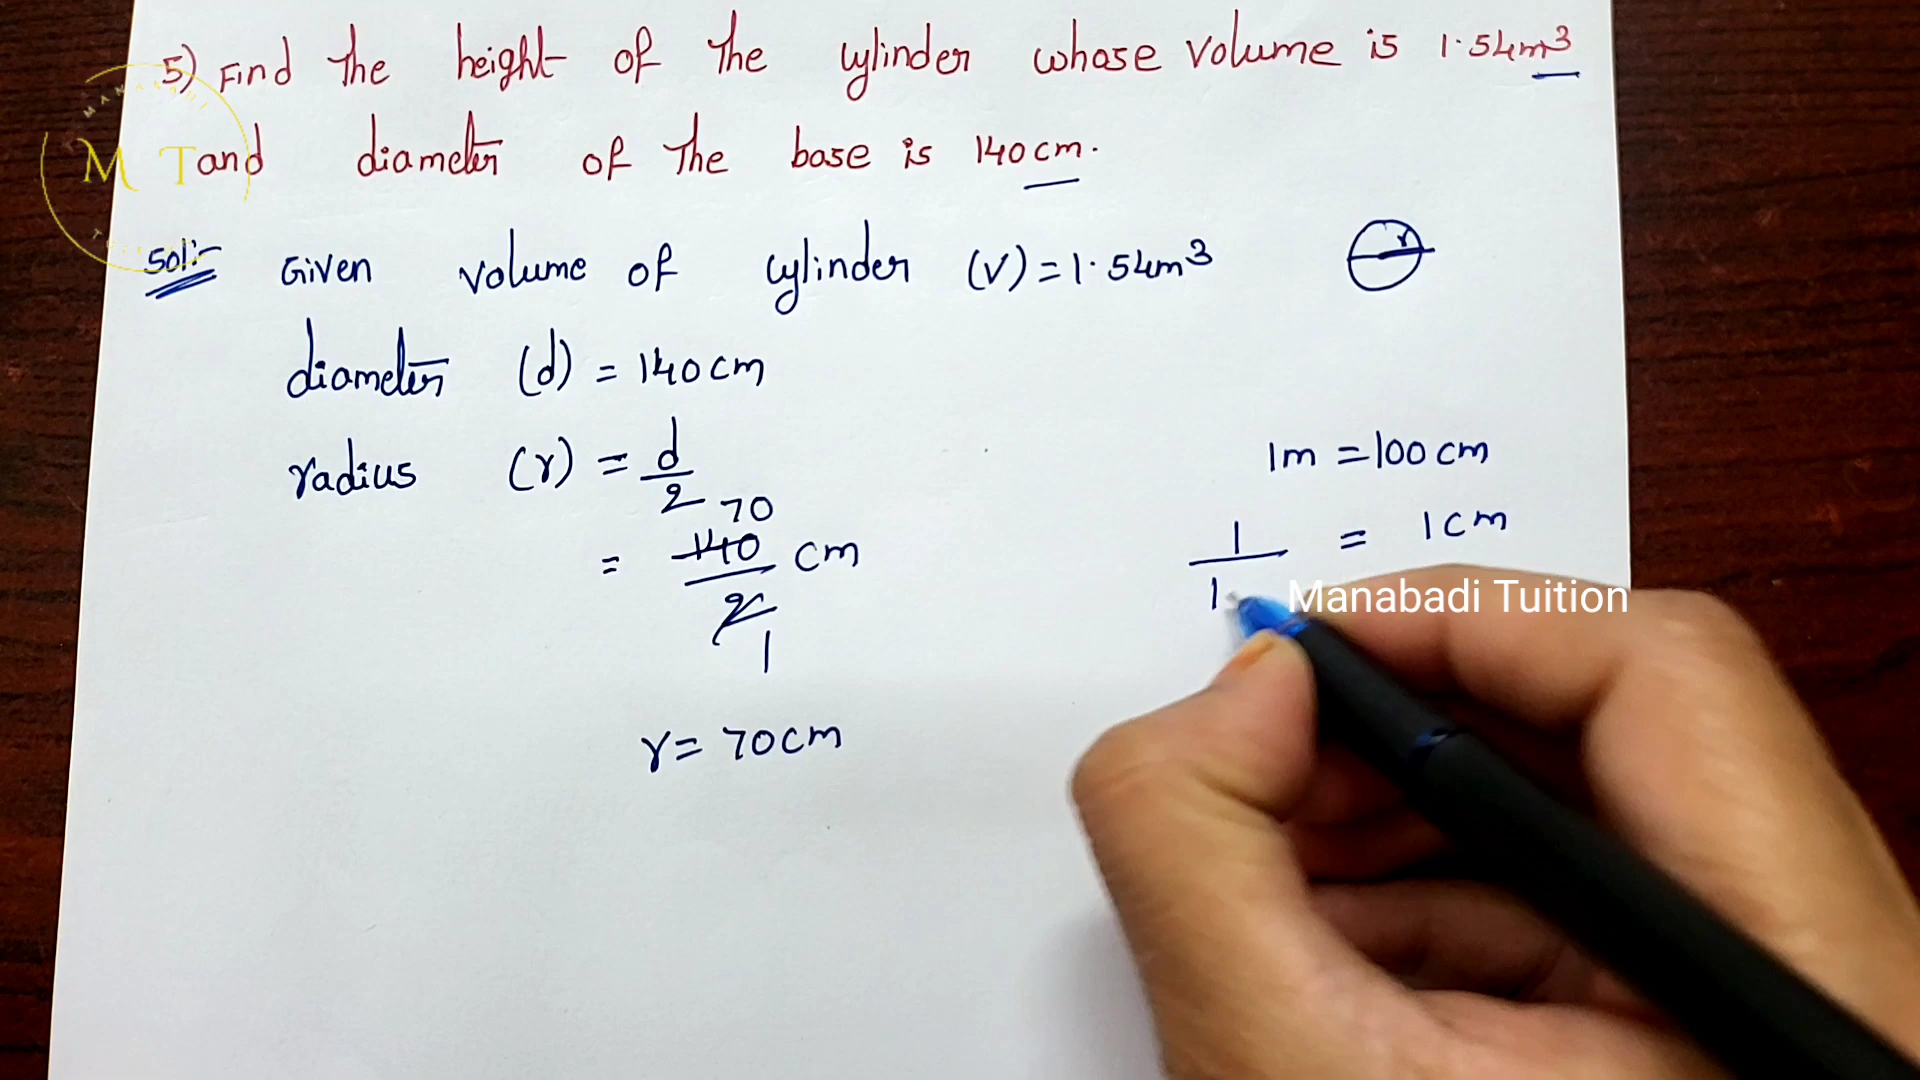 5) Find the height of the cylinder whose volume is 1.54m³
and diameter of the base is 140cm.
Sol:- Given volume of cylinder (V) = 1.54m³
r
diameter (d) = 140cm
radius (r) = d/2
= 140/2 cm
70
1
r = 70cm
1m = 100cm
1/1 = 1cm
Manabadi Tuition
M T
MANABADI